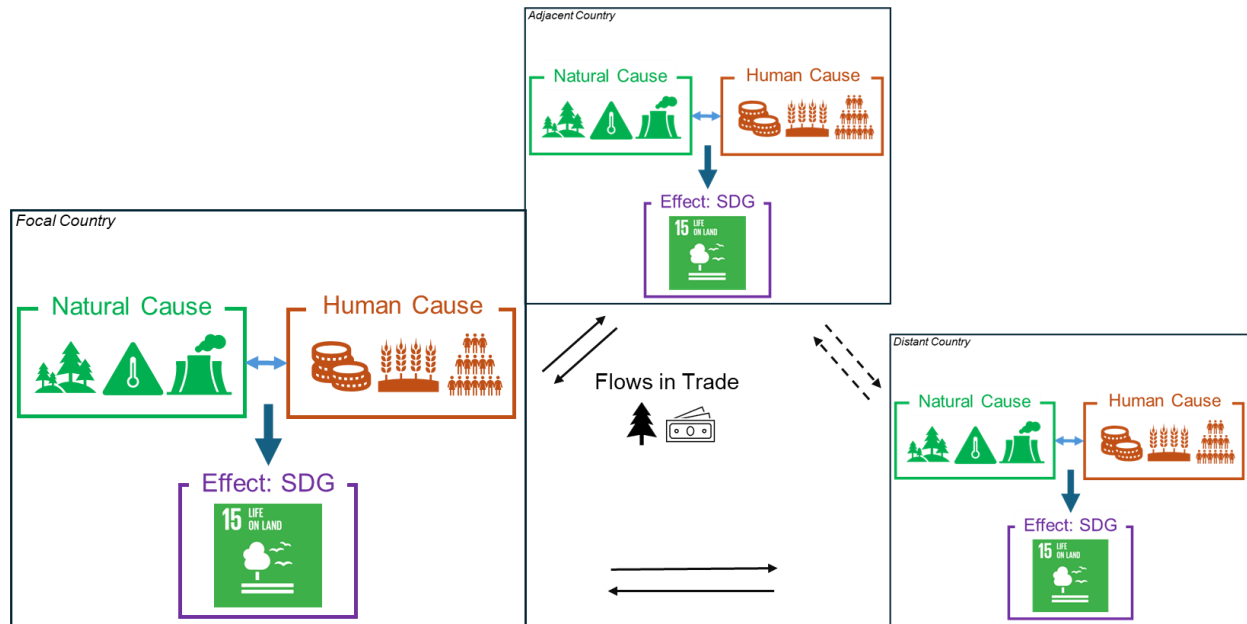 Adjacent Country
Natural Cause
Human Cause
Effect: SDG
15 LIFE
ON LAND
Focal Country
Natural Cause
Human Cause
Effect: SDG
15 LIFE
ON LAND
Flows in Trade
Distant Country
Natural Cause
Human Cause
Effect: SDG
15 LIFE
ON LAND